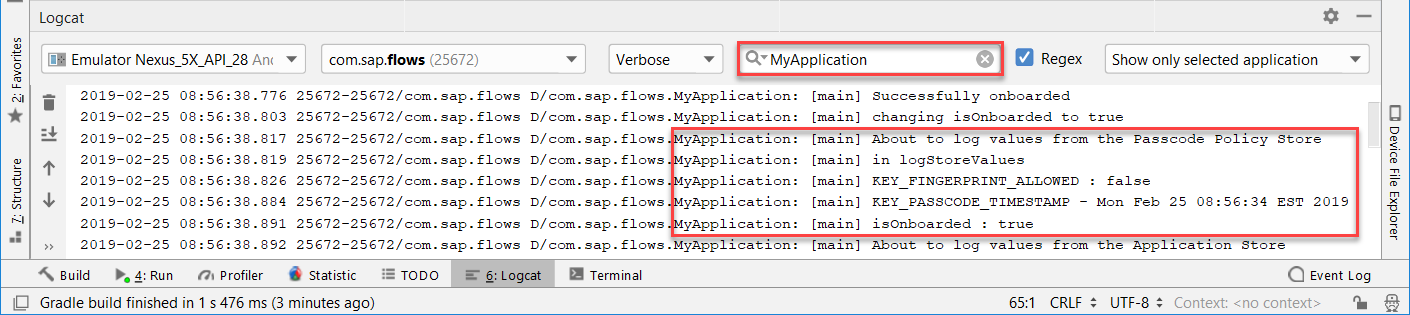 Logcat
Emulator Nexus_5X_API_28 And
com.sap.flows (25672)
Verbose
MyApplication
Regex
Show only selected application
2019-02-25 08:56:38.776 25672-25672/com.sap.flows D/com.sap.flows.MyApplication: [main] Successfully onboarded
2019-02-25 08:56:38.803 25672-25672/com.sap.flows D/com.sap.flows.MyApplication: [main] changing isOnboarded to true
2019-02-25 08:56:38.817 25672-25672/com.sap.flows D/com.sap.flows.MyApplication: [main] About to log values from the Passcode Policy Store
2019-02-25 08:56:38.819 25672-25672/com.sap.flows D/com.sap.flows.MyApplication: [main] in logStoreValues
2019-02-25 08:56:38.826 25672-25672/com.sap.flows D/com.sap.flows.MyApplication: [main] KEY_FINGERPRINT_ALLOWED : false
2019-02-25 08:56:38.884 25672-25672/com.sap.flows D/com.sap.flows.MyApplication: [main] KEY_PASSCODE_TIMESTAMP - Mon Feb 25 08:56:34 EST 2019
2019-02-25 08:56:38.891 25672-25672/com.sap.flows D/com.sap.flows.MyApplication: [main] isOnboarded : true
2019-02-25 08:56:38.892 25672-25672/com.sap.flows D/com.sap.flows.MyApplication: [main] About to log values from the Application Store
2: Favorites
7: Structure
Device File Explorer
Build
4: Run
Profiler
Statistic
TODO
6: Logcat
Terminal
Event Log
Gradle build finished in 1 s 476 ms (3 minutes ago)
65:1
CRLF
UTF-8
Context: <no context>